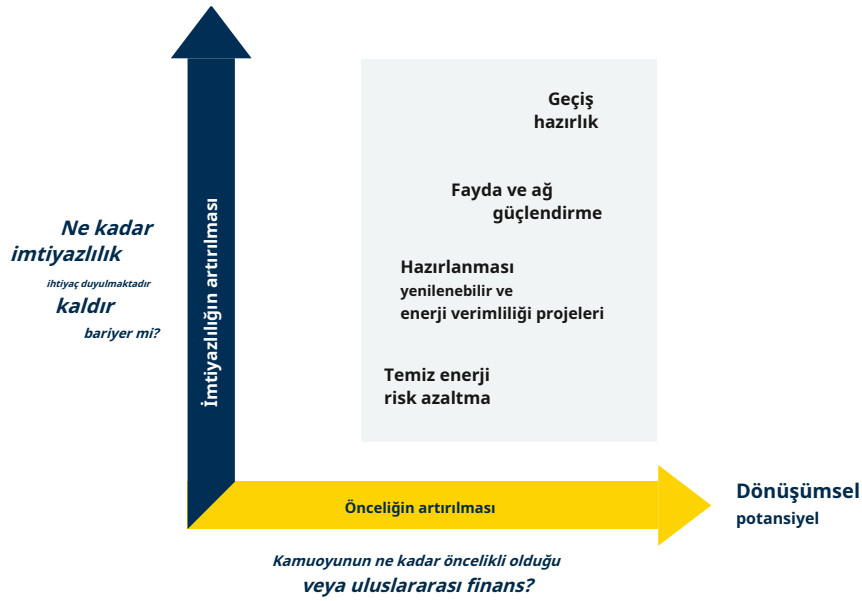 Geçiş
hazırlık
Fayda ve ağ
güçlendirme
Hazırlanması
yenilenebilir ve
enerji verimliliği projeleri
Temiz enerji
risk azaltma
Ne kadar
imtiyazlılık
ihtiyaç duyulmaktadır
kaldır
bariyer mi?
İmtiyazlılığın artırılması
Önceliğin artırılması
Dönüşümsel
potansiyel
Kamuoyunun ne kadar öncelikli olduğu
veya uluslararası finans?